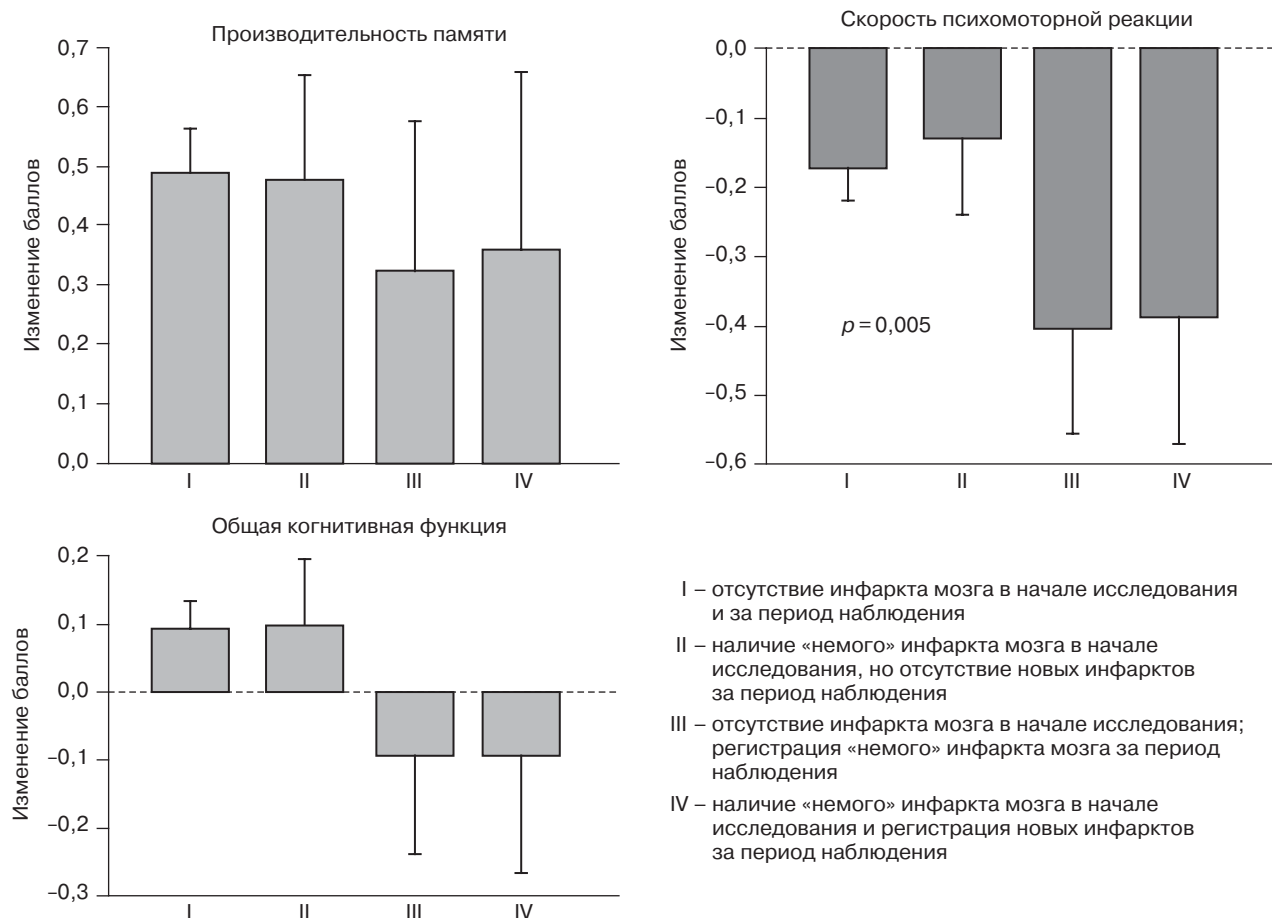 Производительность памяти
Изменение баллов
0,7
0,6
0,5
0,4
0,3
0,2
0,1
0,0
I II III IV
Скорость психомоторной реакции
Изменение баллов
0,0
–0,1
–0,2
–0,3
–0,4
–0,5
–0,6
p = 0,005
I II III IV
Общая когнитивная функция
Изменение баллов
0,2
0,1
0,0
–0,1
–0,2
–0,3
I II III IV
I – отсутствие инфаркта мозга в начале исследования
и за период наблюдения
II – наличие «немого» инфаркта мозга в начале
исследования, но отсутствие новых инфарктов
за период наблюдения
III – отсутствие инфаркта мозга в начале исследования;
регистрация «немого» инфаркта мозга за период
наблюдения
IV – наличие «немого» инфаркта мозга в начале
исследования и регистрация новых инфарктов
за период наблюдения